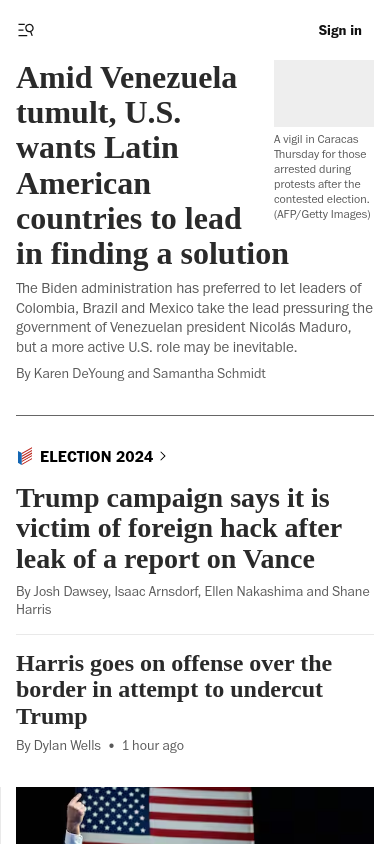 Sign in
Amid Venezuela
tumult, U.S.
wants Latin
American
countries to lead
in finding a solution
A vigil in Caracas
Thursday for those
arrested during
protests after the
contested election.
(AFP/Getty Images)
The Biden administration has preferred to let leaders of
Colombia, Brazil and Mexico take the lead pressuring the
government of Venezuelan president Nicolás Maduro,
but a more active U.S. role may be inevitable.
By Karen DeYoung and Samantha Schmidt
ELECTION 2024
Trump campaign says it is
victim of foreign hack after
leak of a report on Vance
By Josh Dawsey, Isaac Arnsdorf, Ellen Nakashima and Shane
Harris
Harris goes on offense over the
border in attempt to undercut
Trump
By Dylan Wells • 1 hour ago